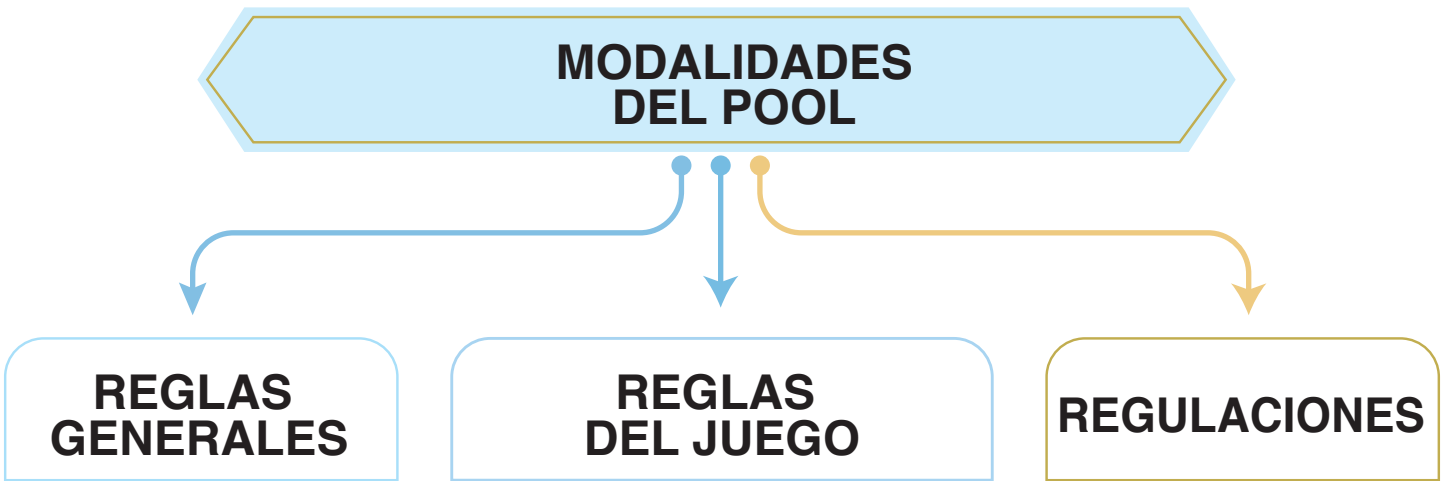 MODALIDADES
DEL POOL
REGLAS
GENERALES
REGLAS
DEL JUEGO
REGULACIONES